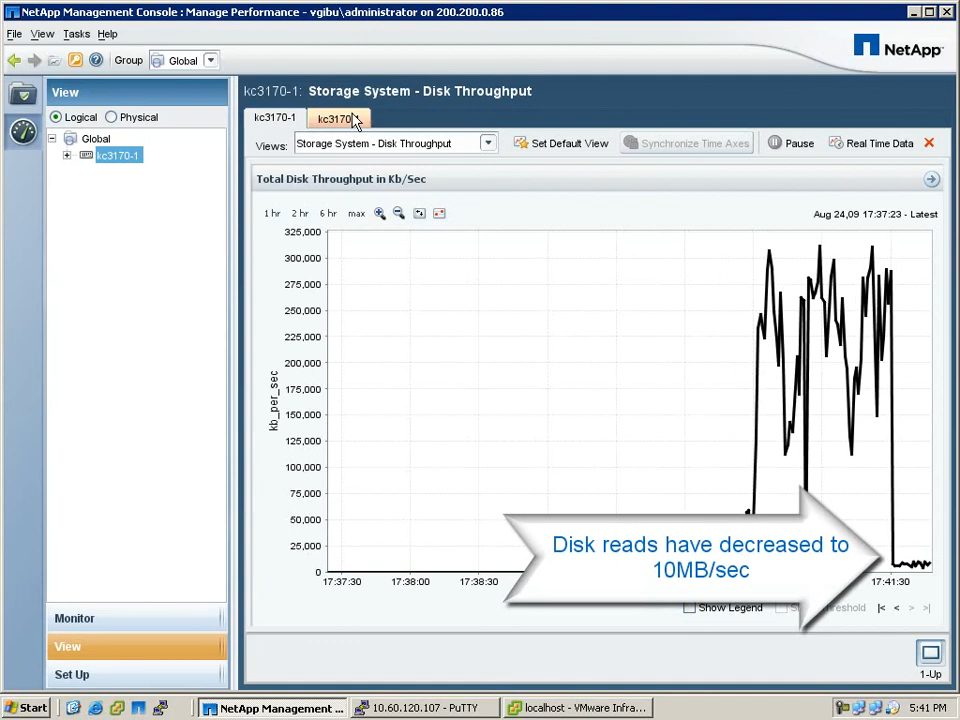 NetApp Management Console : Manage Performance - vgibu\administrator on 200.200.0.86
File View Tasks Help
Group Global
NetApp
View
Logical Physical
Global
kc3170-1
Monitor
View
Set Up
kc3170-1: Storage System - Disk Throughput
kc3170-1 kc3170-1
Views: Storage System - Disk Throughput Set Default View Synchronize Time Axes Pause Real Time Data
Total Disk Throughput in Kb/Sec
1 hr 2 hr 6 hr max Aug 24,09 17:37:23 - Latest
325,000
300,000
275,000
250,000
225,000
200,000
175,000
150,000
125,000
100,000
75,000
50,000
25,000
0
kb_per_sec
17:37:30 17:38:00 17:38:30 17:41:30
Disk reads have decreased to
10MB/sec
Show Legend
1-Up
Start NetApp Management ... 10.60.120.107 - PuTTY localhost - VMware Infra... 5:41 PM